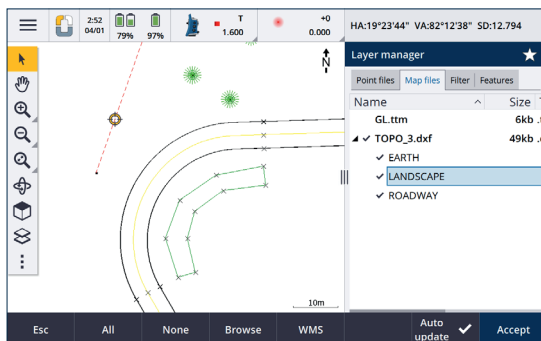 2:52
04/01
79%
97%
T
1.600
+0
0.000
HA:19°23'44" VA:82°12'38" SD:12.794
N
10m
Layer manager
Point files Map files Filter Features
Name Size
GL.ttm 6kb
TOPO_3.dxf 49kb
EARTH
LANDSCAPE
ROADWAY
Esc All None Browse WMS Auto update Accept